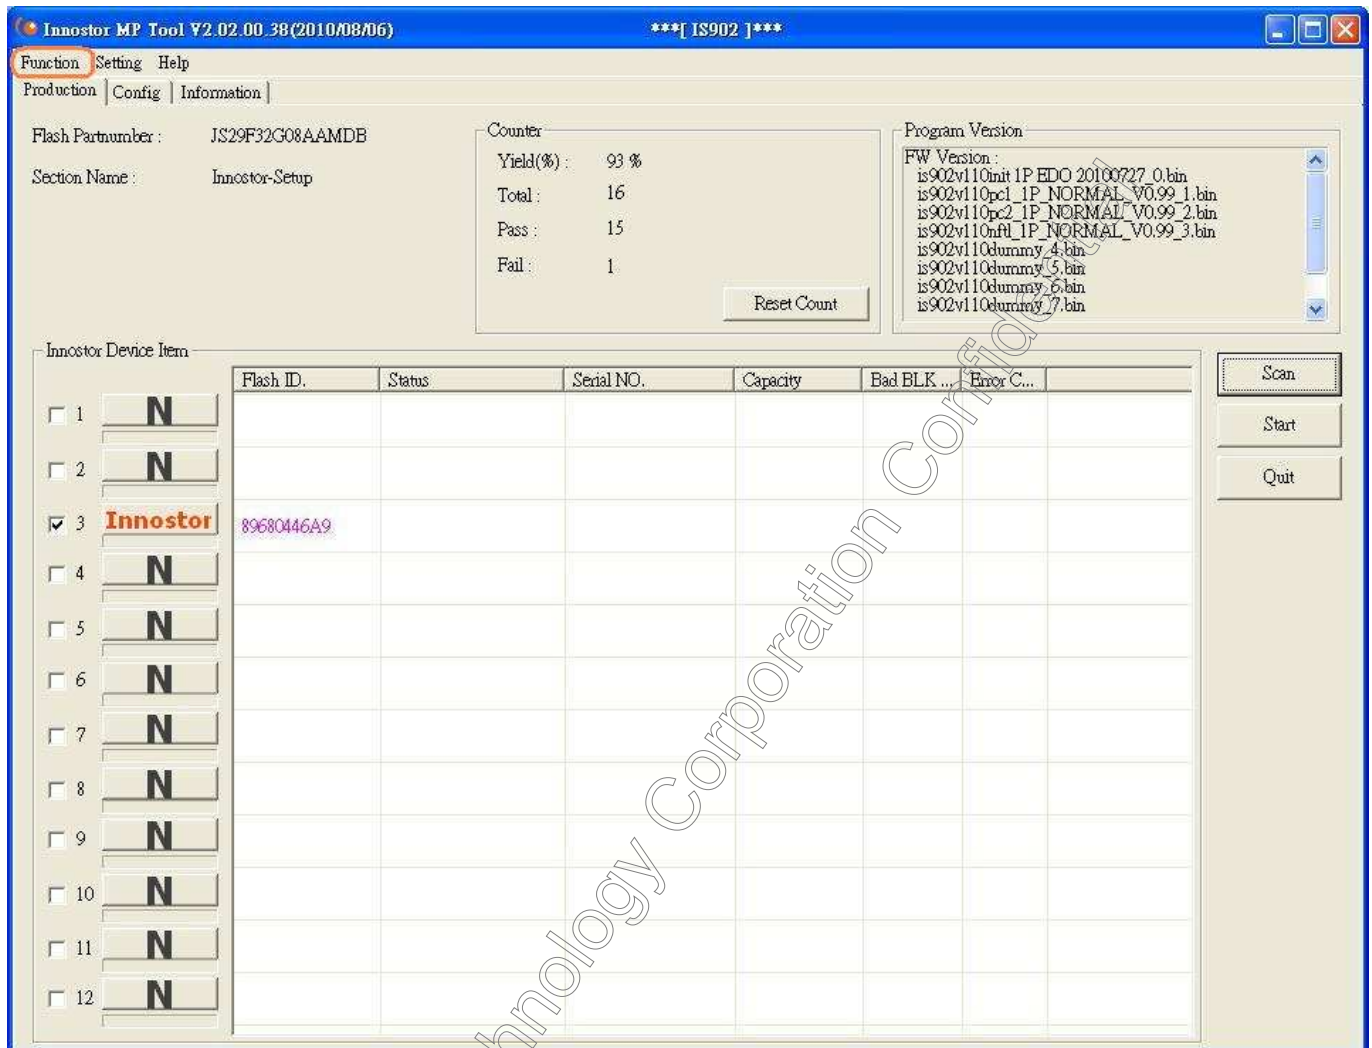 Innostor MP Tool V2.02.00.38(2010/08/06) ***[ IS902 ]***
Function Setting Help
Production Config Information
Flash Partnumber : JS29F32G08AAMDB
Section Name : Innostor-Setup
Counter
Yield(%) : 93 %
Total : 16
Pass : 15
Fail : 1
Reset Count
Program Version
FW Version :
is902v110init 1P EDO 20100727_0.bin
is902v110pc1_1P_NORMAL_V0.99_1.bin
is902v110pc2_1P_NORMAL_V0.99_2.bin
is902v110nftl_1P_NORMAL_V0.99_3.bin
is902v110dummy_4.bin
is902v110dummy_5.bin
is902v110dummy_6.bin
is902v110dummy_7.bin
Innostor Device Item
Flash ID. Status Serial NO. Capacity Bad BLK ... Error C...
1 N
2 N
3 Innostor 89680446A9
4 N
5 N
6 N
7 N
8 N
9 N
10 N
11 N
12 N
Scan
Start
Quit
Corporation Confidential